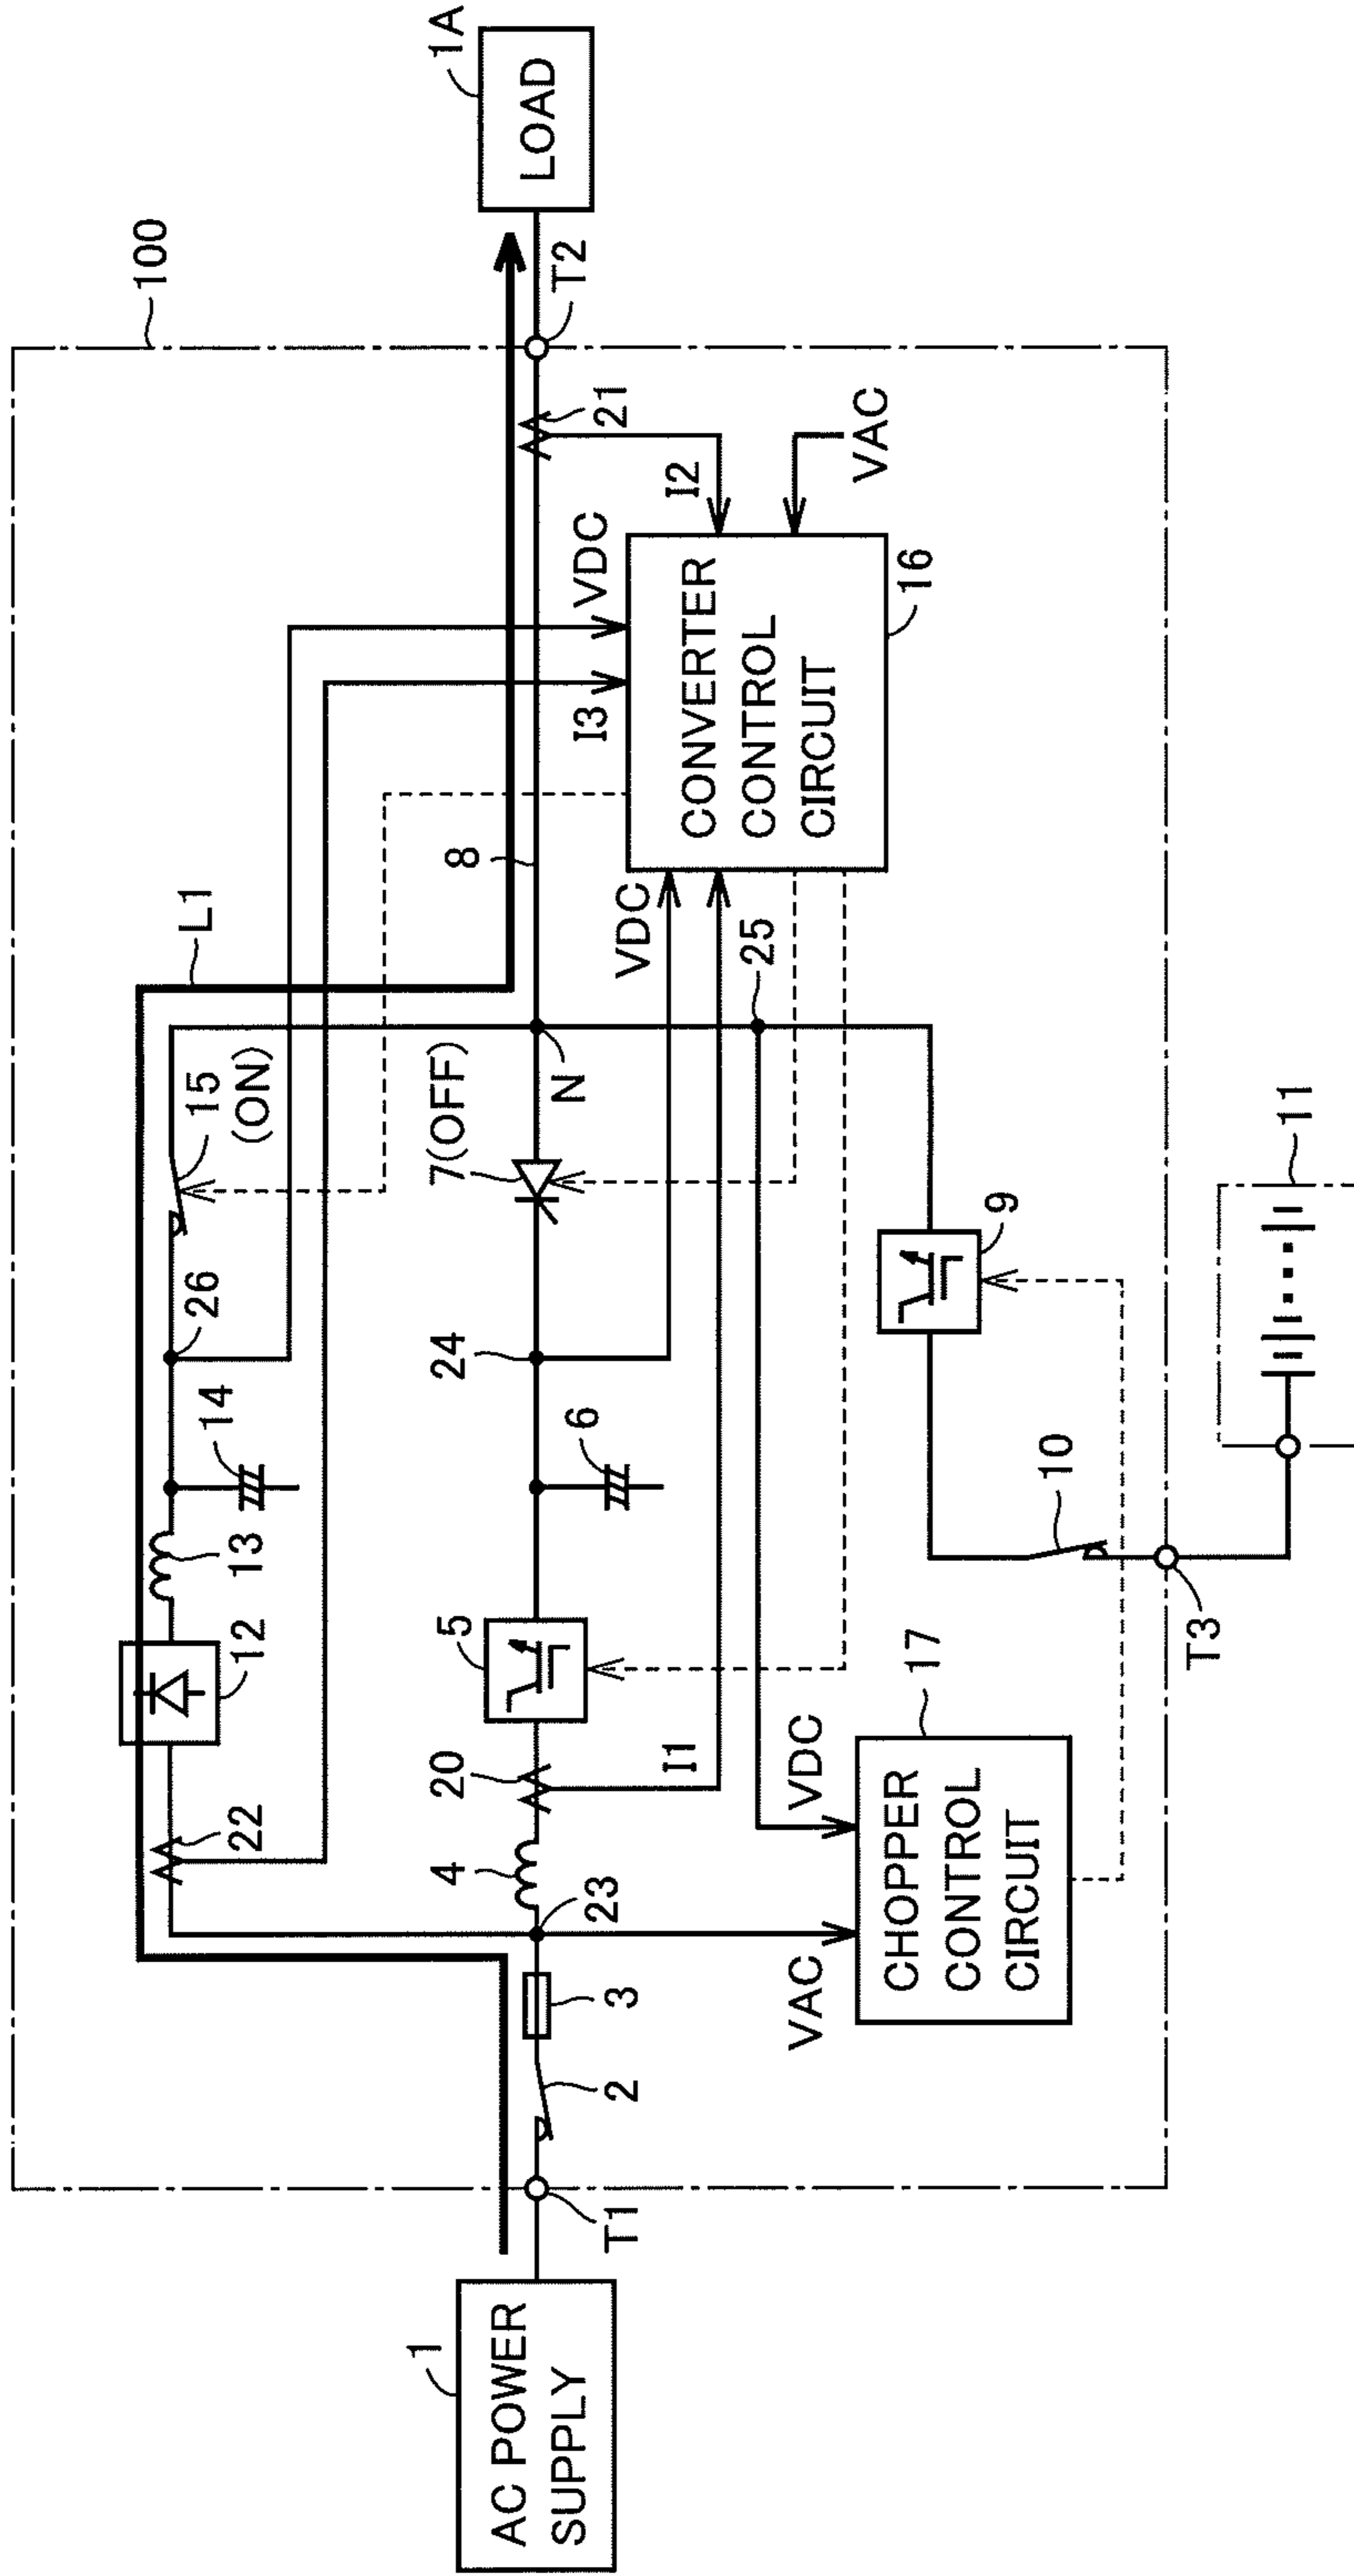 100
L1
15
(ON)
26
14
13
12
22
1
AC POWER
SUPPLY
T1
2
3
23
4
20
I1
5
6
24
7(OFF)
N
8
I3
VDC
21
T2
1A
LOAD
VDC
25
I2
VAC
CONVERTER
CONTROL
CIRCUIT
16
VAC
VDC
CHOPPER
CONTROL
CIRCUIT
17
9
10
T3
11